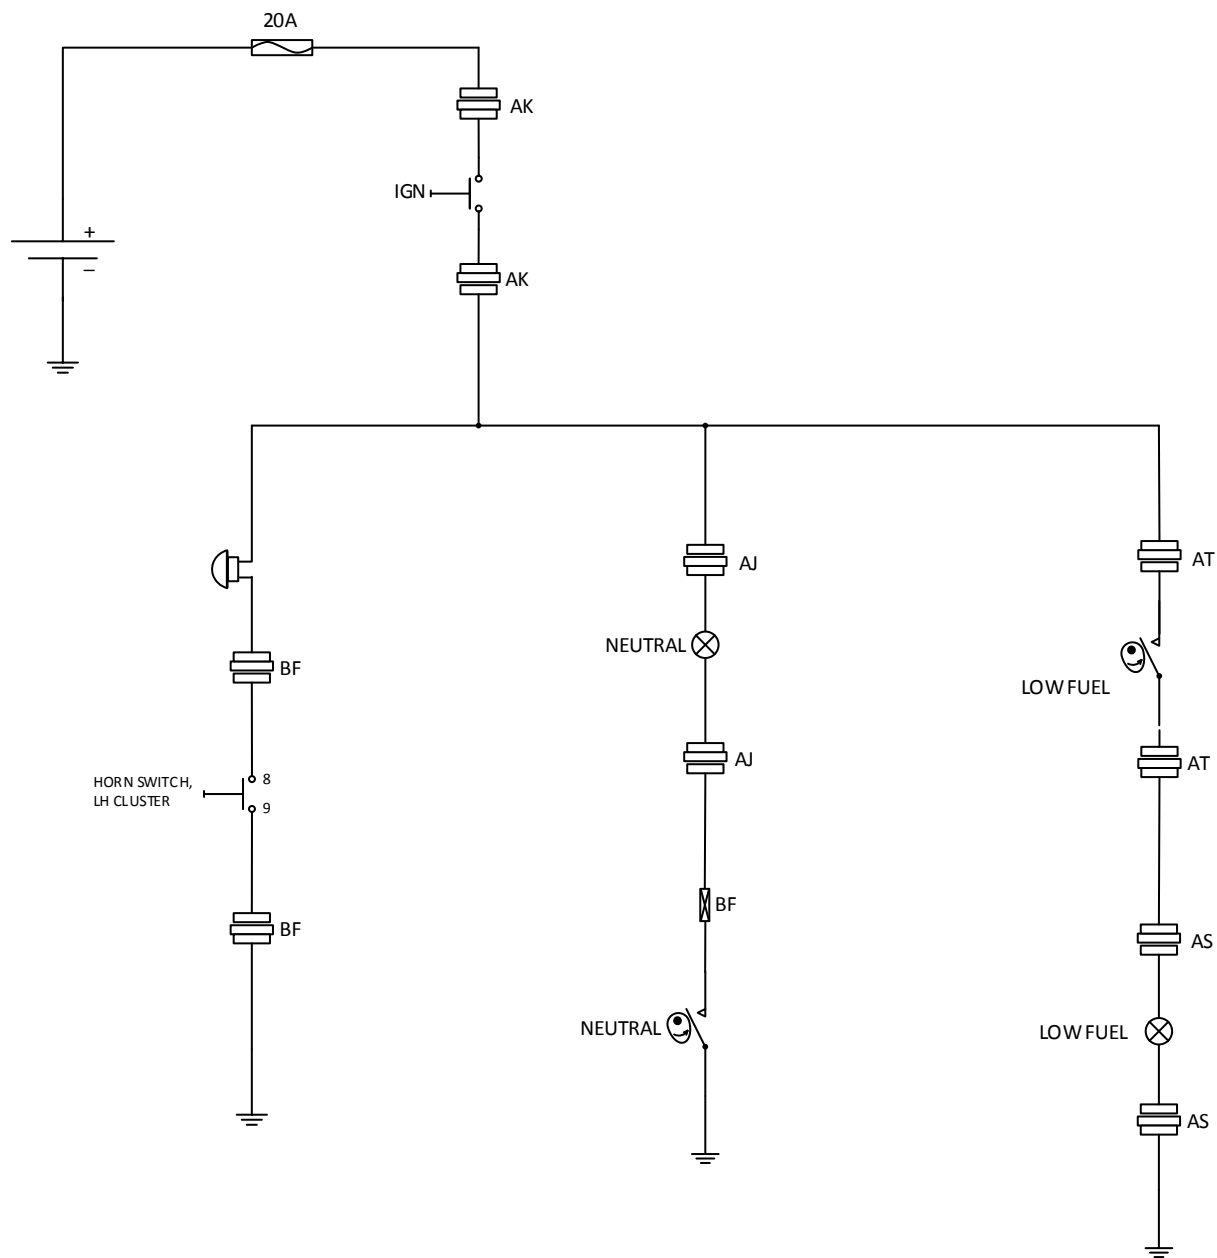 20A
AK
IGN
+
−
AK
AJ
AT
NEUTRAL
BF
LOW FUEL
AJ
AT
HORN SWITCH,
LH CLUSTER
8
9
BF
BF
AS
NEUTRAL
LOW FUEL
AS